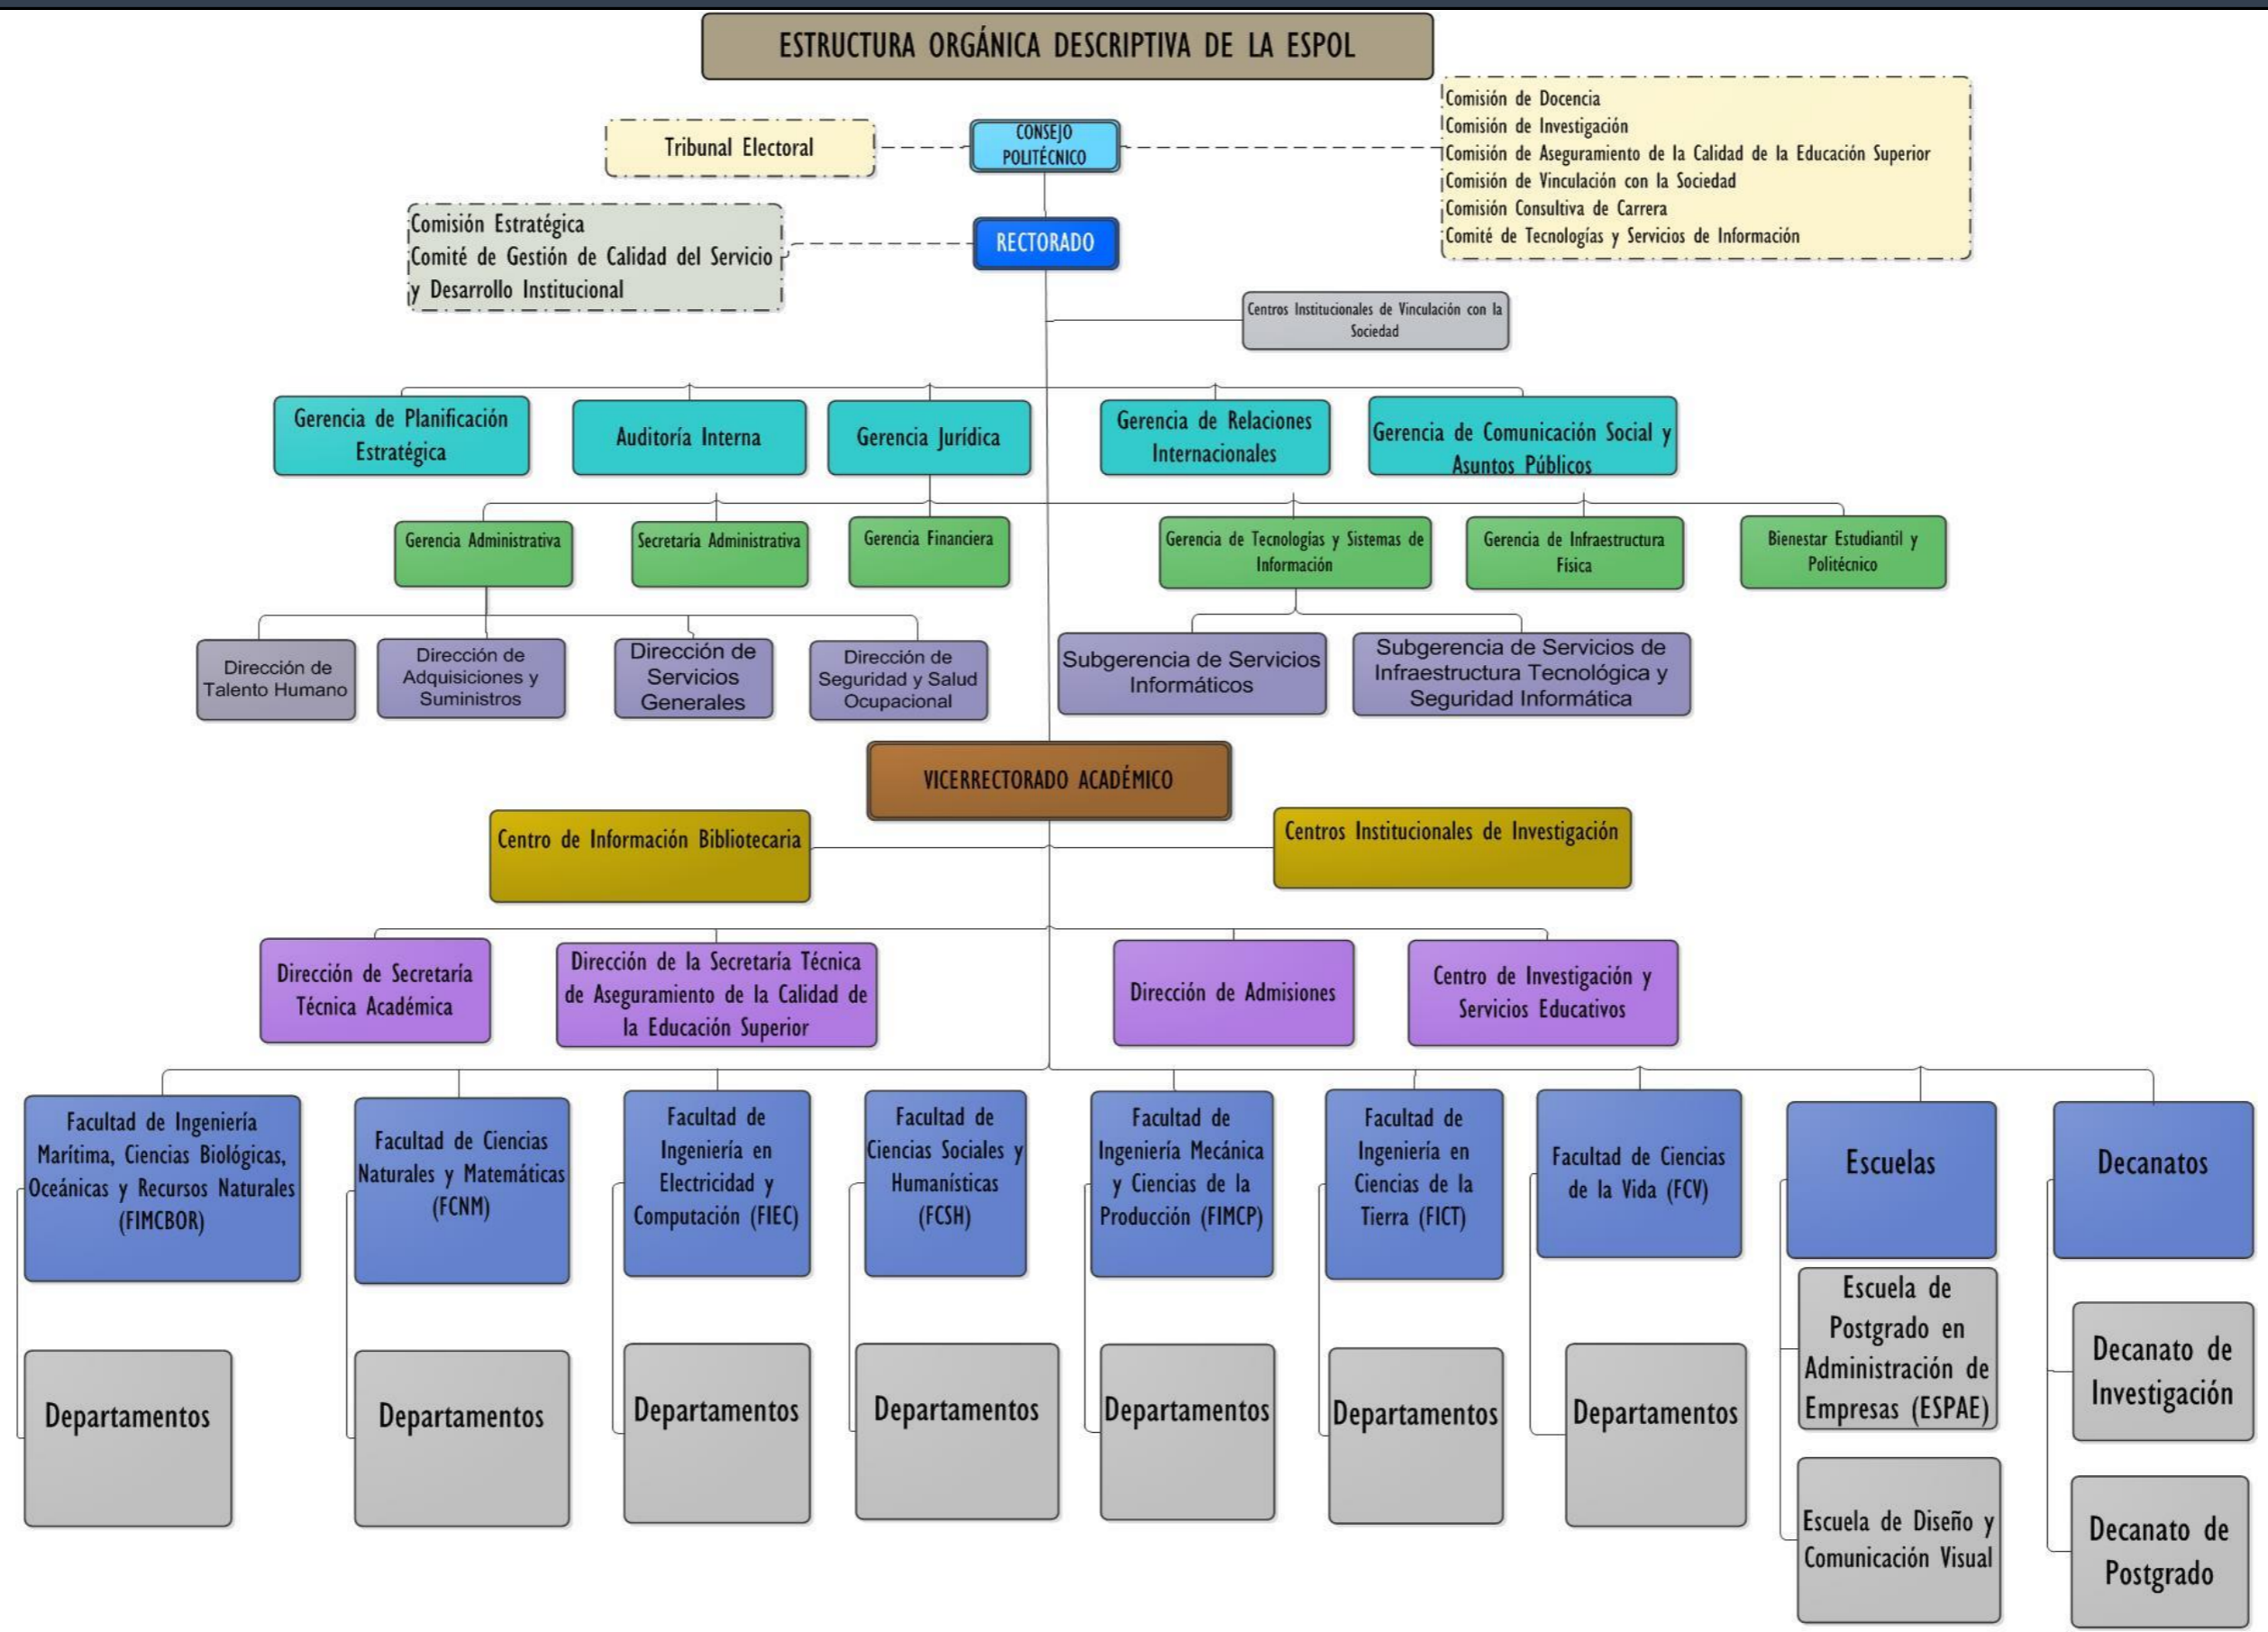 ESTRUCTURA ORGÁNICA DESCRIPTIVA DE LA ESPOL
Tribunal Electoral
CONSEJO
POLITÉCNICO
Comisión de Docencia
Comisión de Investigación
Comisión de Aseguramiento de la Calidad de la Educación Superior
Comisión de Vinculación con la Sociedad
Comisión Consultiva de Carrera
Comité de Tecnologías y Servicios de Información
Comisión Estratégica
Comité de Gestión de Calidad del Servicio
y Desarrollo Institucional
RECTORADO
Centros Institucionales de Vinculación con la
Sociedad
Gerencia de Planificación
Estratégica
Auditoría Interna
Gerencia Jurídica
Gerencia de Relaciones
Internacionales
Gerencia de Comunicación Social y
Asuntos Públicos
Gerencia Administrativa
Secretaría Administrativa
Gerencia Financiera
Gerencia de Tecnologías y Sistemas de
Información
Gerencia de Infraestructura
Física
Bienestar Estudiantil y
Politécnico
Dirección de
Talento Humano
Dirección de
Adquisiciones y
Suministros
Dirección de
Servicios
Generales
Dirección de
Seguridad y Salud
Ocupacional
Subgerencia de Servicios
Informáticos
Subgerencia de Servicios de
Infraestructura Tecnológica y
Seguridad Informática
VICERRECTORADO ACADÉMICO
Centro de Información Bibliotecaria
Centros Institucionales de Investigación
Dirección de Secretaría
Técnica Académica
Dirección de la Secretaría Técnica
de Aseguramiento de la Calidad de
la Educación Superior
Dirección de Admisiones
Centro de Investigación y
Servicios Educativos
Facultad de Ingeniería
Marítima, Ciencias Biológicas,
Oceánicas y Recursos Naturales
(FIMCBOR)
Facultad de Ciencias
Naturales y Matemáticas
(FCNM)
Facultad de
Ingeniería en
Electricidad y
Computación (FIEC)
Facultad de
Ciencias Sociales y
Humanísticas
(FCSH)
Facultad de
Ingeniería Mecánica
y Ciencias de la
Producción (FIMCP)
Facultad de
Ingeniería en
Ciencias de la
Tierra (FICT)
Facultad de Ciencias
de la Vida (FCV)
Escuelas
Decanatos
Departamentos
Departamentos
Departamentos
Departamentos
Departamentos
Departamentos
Departamentos
Escuela de
Postgrado en
Administración de
Empresas (ESPAE)
Decanato de
Investigación
Escuela de Diseño y
Comunicación Visual
Decanato de
Postgrado